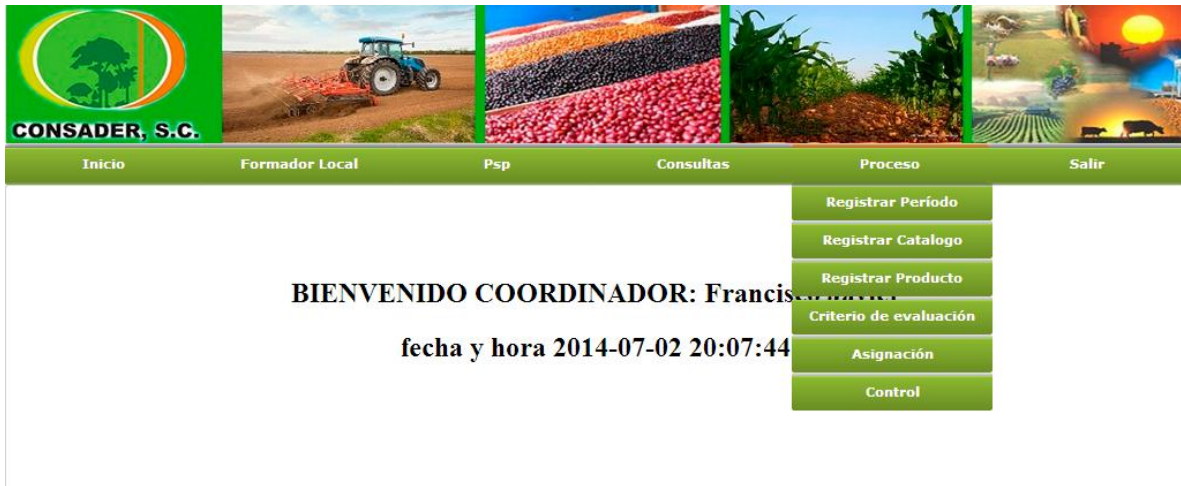 CONSADER, S.C.
Inicio Formador Local Psp Consultas Proceso Salir
Registrar Período
Registrar Catalogo
Registrar Producto
Criterio de evaluación
Asignación
Control
BIENVENIDO COORDINADOR:
fecha y hora 2014-07-02 20:07:44